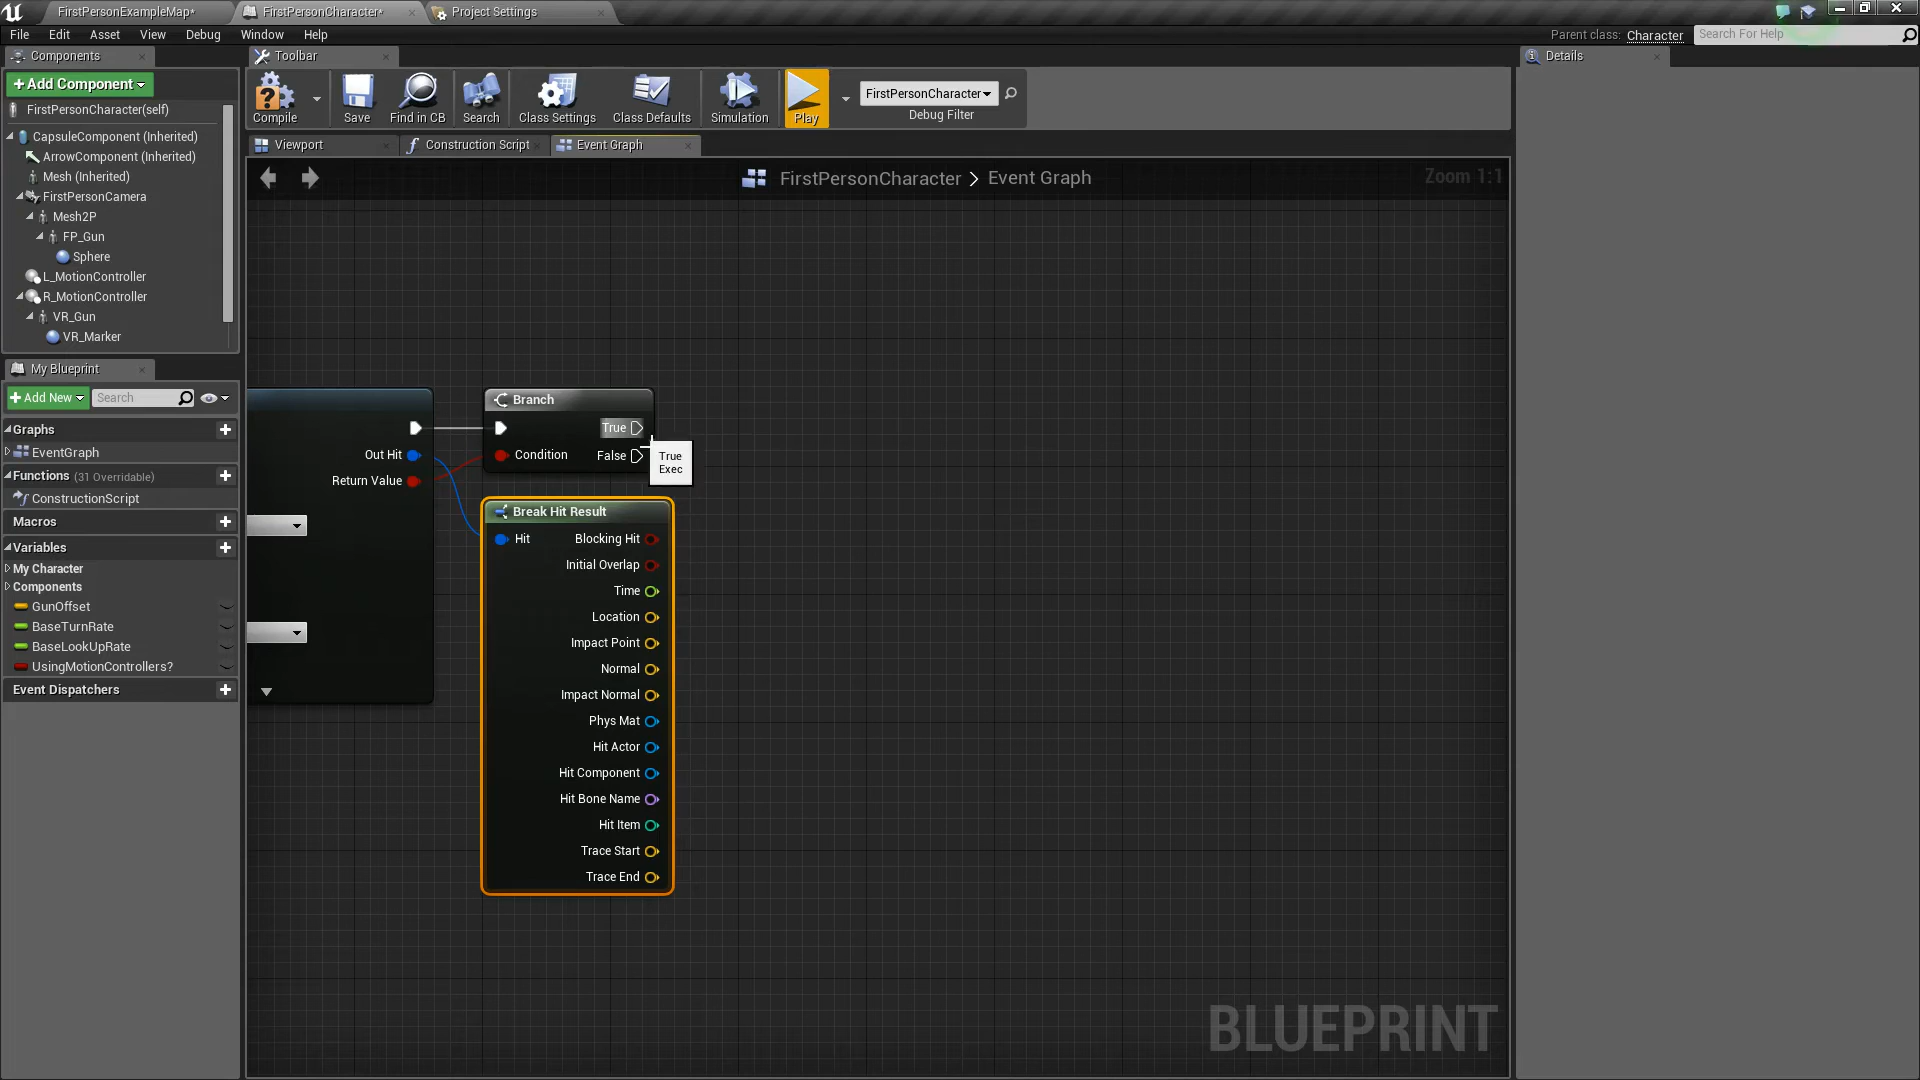 FirstPersonExampleMap*
FirstPersonCharacter*
Project Settings
File Edit Asset View Debug Window Help
Parent class: Character
Search For Help
Components
Toolbar
Details
+Add Component
FirstPersonCharacter(self)
CapsuleComponent (Inherited)
ArrowComponent (Inherited)
Mesh (Inherited)
FirstPersonCamera
Mesh2P
FP_Gun
Sphere
L_MotionController
R_MotionController
VR_Gun
VR_Marker
Compile
Save
Find in CB
Search
Class Settings
Class Defaults
Simulation
Play
FirstPersonCharacter
Debug Filter
Viewport
Construction Script
Event Graph
FirstPersonCharacter > Event Graph
Zoom 1:1
My Blueprint
+Add New
Search
Graphs
EventGraph
Functions (31 Overridable)
ConstructionScript
Macros
Variables
My Character
Components
GunOffset
BaseTurnRate
BaseLookUpRate
UsingMotionControllers?
Event Dispatchers
Out Hit
Return Value
Branch
True
Condition
False
True
Exec
Break Hit Result
Hit
Blocking Hit
Initial Overlap
Time
Location
Impact Point
Normal
Impact Normal
Phys Mat
Hit Actor
Hit Component
Hit Bone Name
Hit Item
Trace Start
Trace End
BLUEPRINT